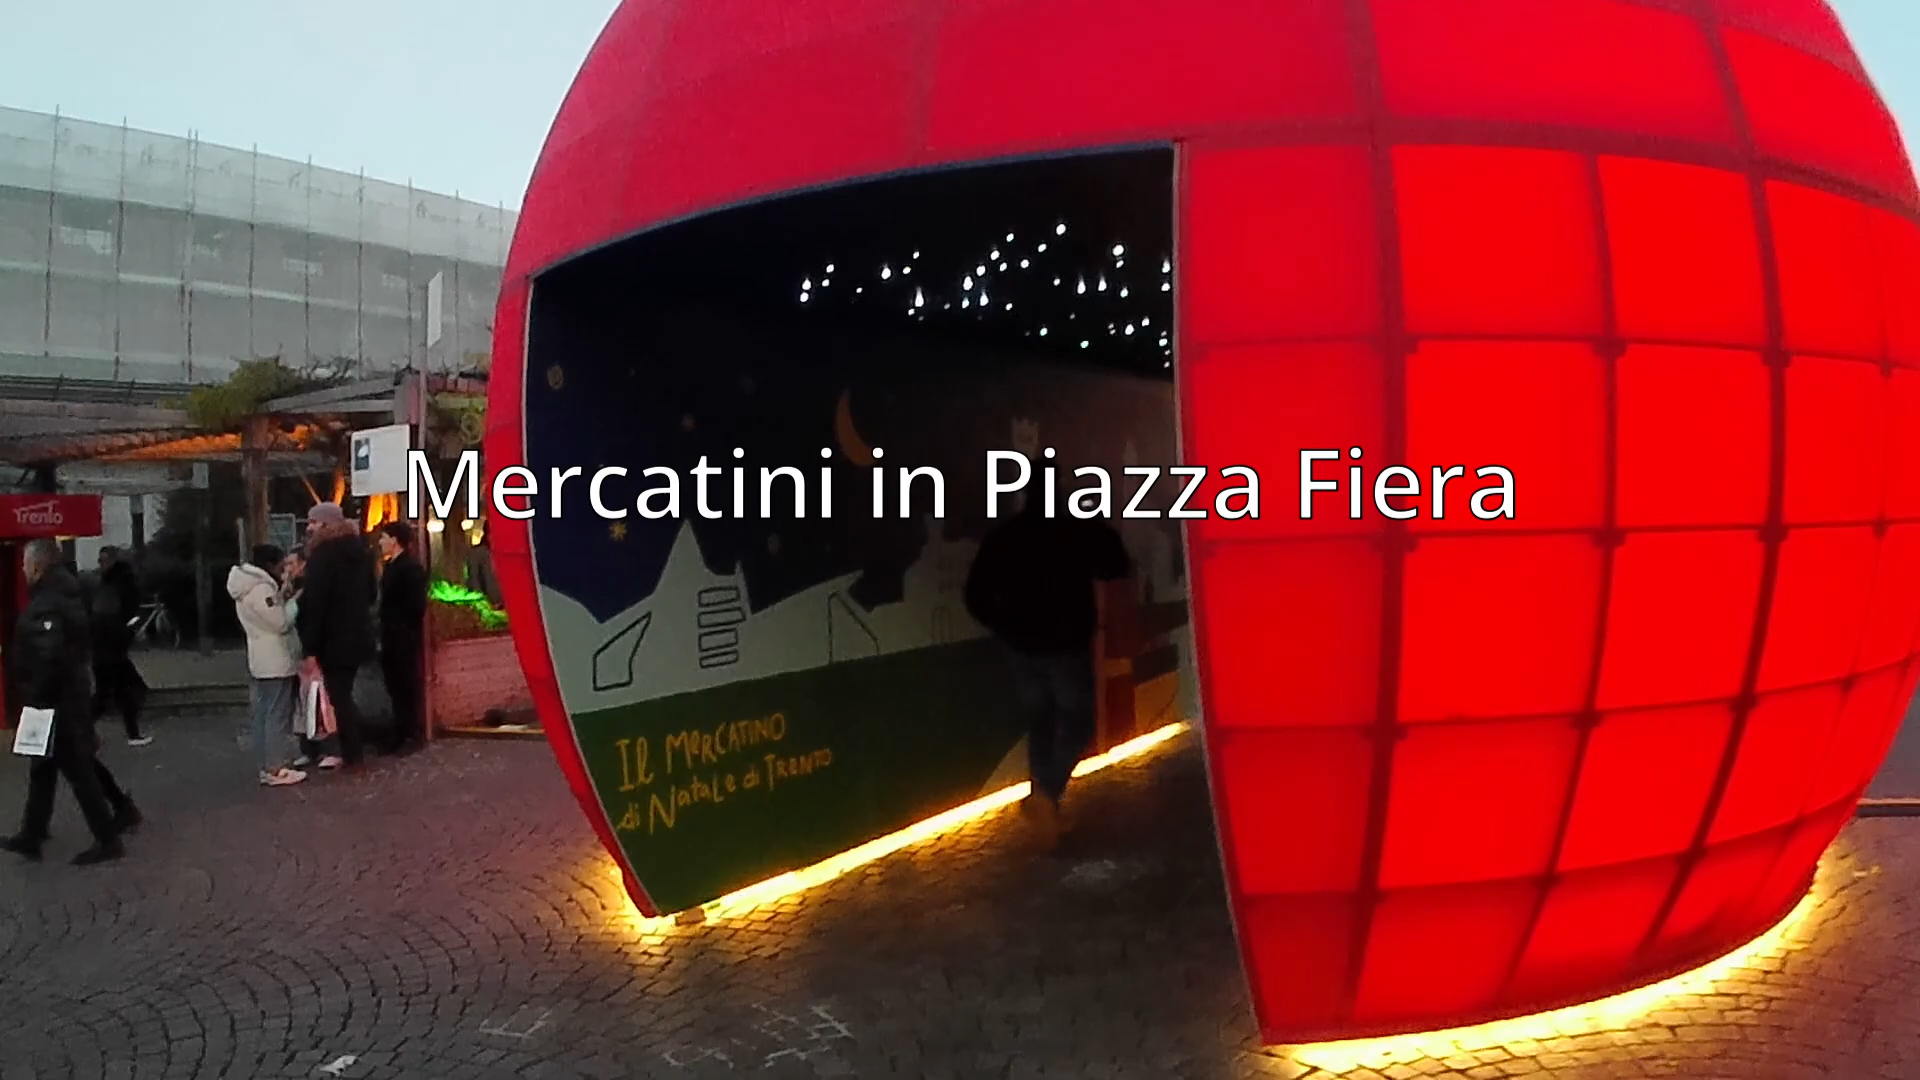 Mercatini in Piazza Fiera
Trento
Il MeRCATINO
di NataLe di TRENTO